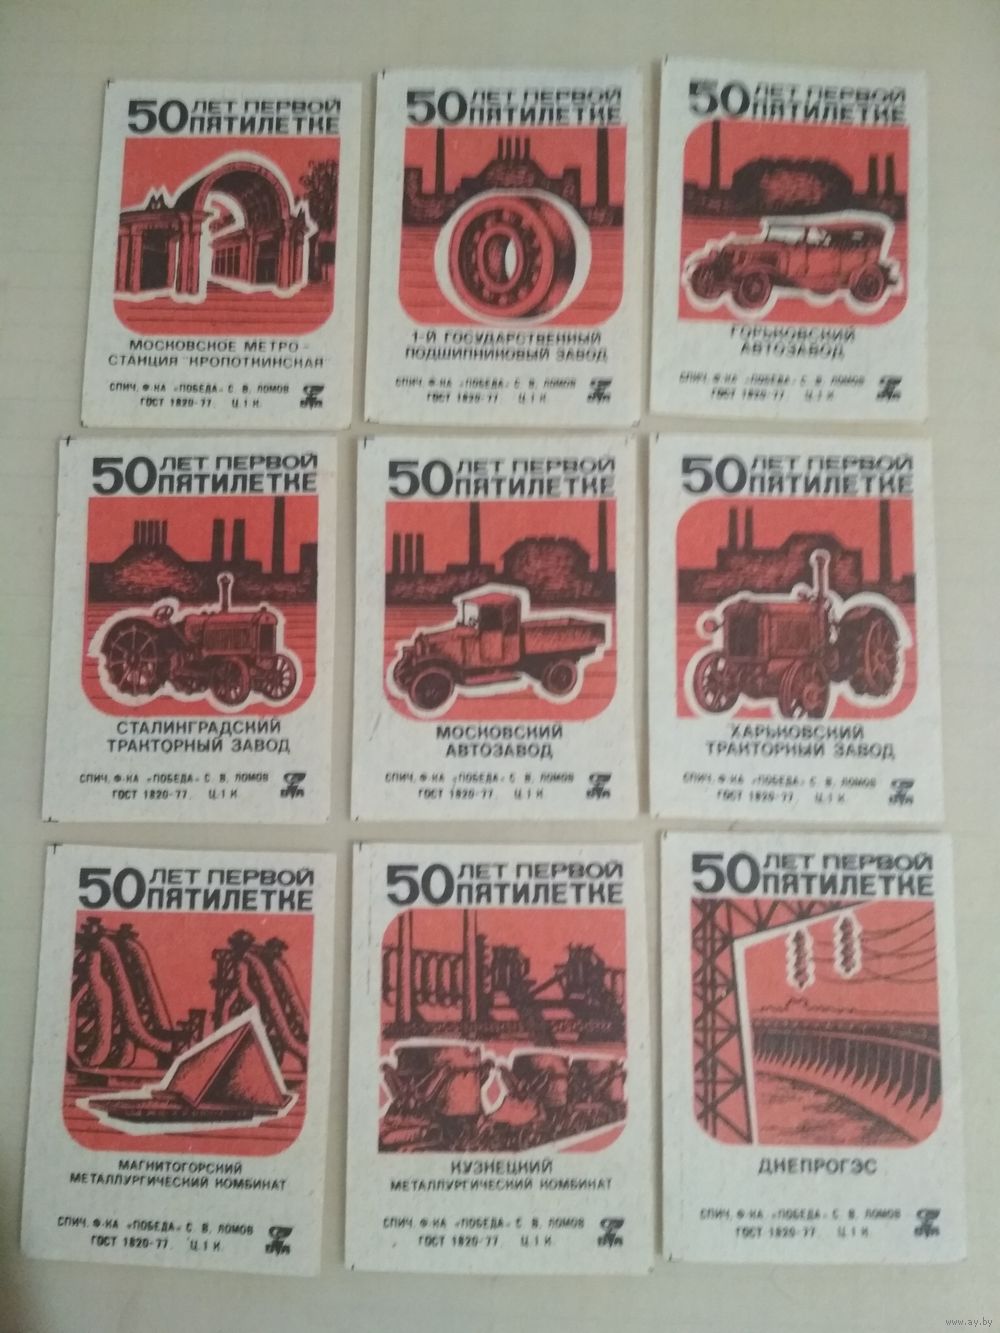 50 ЛЕТ ПЕРВОЙ
ПЯТИЛЕТКЕ
МОСКОВСКОЕ МЕТРО-
СТАНЦИЯ "КРОПОТКИНСКАЯ"
СПИЧ. Ф-КА «ПОБЕДА» С. В. ЛОМОВ
ГОСТ 1820-77. Ц. 1 К.
50 ЛЕТ ПЕРВОЙ
ПЯТИЛЕТКЕ
1-Й ГОСУДАРСТВЕННЫЙ
ПОДШИПНИКОВЫЙ ЗАВОД
СПИЧ. Ф-КА «ПОБЕДА» С. В. ЛОМОВ
ГОСТ 1820-77. Ц. 1 К.
50 ЛЕТ ПЕРВОЙ
ПЯТИЛЕТКЕ
ГОРЬКОВСКИЙ
АВТОЗАВОД
СПИЧ. Ф-КА «ПОБЕДА» С. В. ЛОМОВ
ГОСТ 1820-77. Ц. 1 К.
50 ЛЕТ ПЕРВОЙ
ПЯТИЛЕТКЕ
СТАЛИНГРАДСКИЙ
ТРАКТОРНЫЙ ЗАВОД
СПИЧ. Ф-КА «ПОБЕДА» С. В. ЛОМОВ
ГОСТ 1820-77. Ц. 1 К.
50 ЛЕТ ПЕРВОЙ
ПЯТИЛЕТКЕ
МОСКОВСКИЙ
АВТОЗАВОД
СПИЧ. Ф-КА «ПОБЕДА» С. В. ЛОМОВ
ГОСТ 1820-77. Ц. 1 К.
50 ЛЕТ ПЕРВОЙ
ПЯТИЛЕТКЕ
ХАРЬКОВСКИЙ
ТРАКТОРНЫЙ ЗАВОД
СПИЧ. Ф-КА «ПОБЕДА» С. В. ЛОМОВ
ГОСТ 1820-77. Ц. 1 К.
50 ЛЕТ ПЕРВОЙ
ПЯТИЛЕТКЕ
МАГНИТОГОРСКИЙ
МЕТАЛЛУРГИЧЕСКИЙ КОМБИНАТ
СПИЧ. Ф-КА «ПОБЕДА» С. В. ЛОМОВ
ГОСТ 1820-77. Ц. 1 К.
50 ЛЕТ ПЕРВОЙ
ПЯТИЛЕТКЕ
КУЗНЕЦКИЙ
МЕТАЛЛУРГИЧЕСКИЙ КОМБИНАТ
СПИЧ. Ф-КА «ПОБЕДА» С. В. ЛОМОВ
ГОСТ 1820-77. Ц. 1 К.
50 ЛЕТ ПЕРВОЙ
ПЯТИЛЕТКЕ
ДНЕПРОГЭС
СПИЧ. Ф-КА «ПОБЕДА» С. В. ЛОМОВ
ГОСТ 1820-77. Ц. 1 К.
www.ay.by